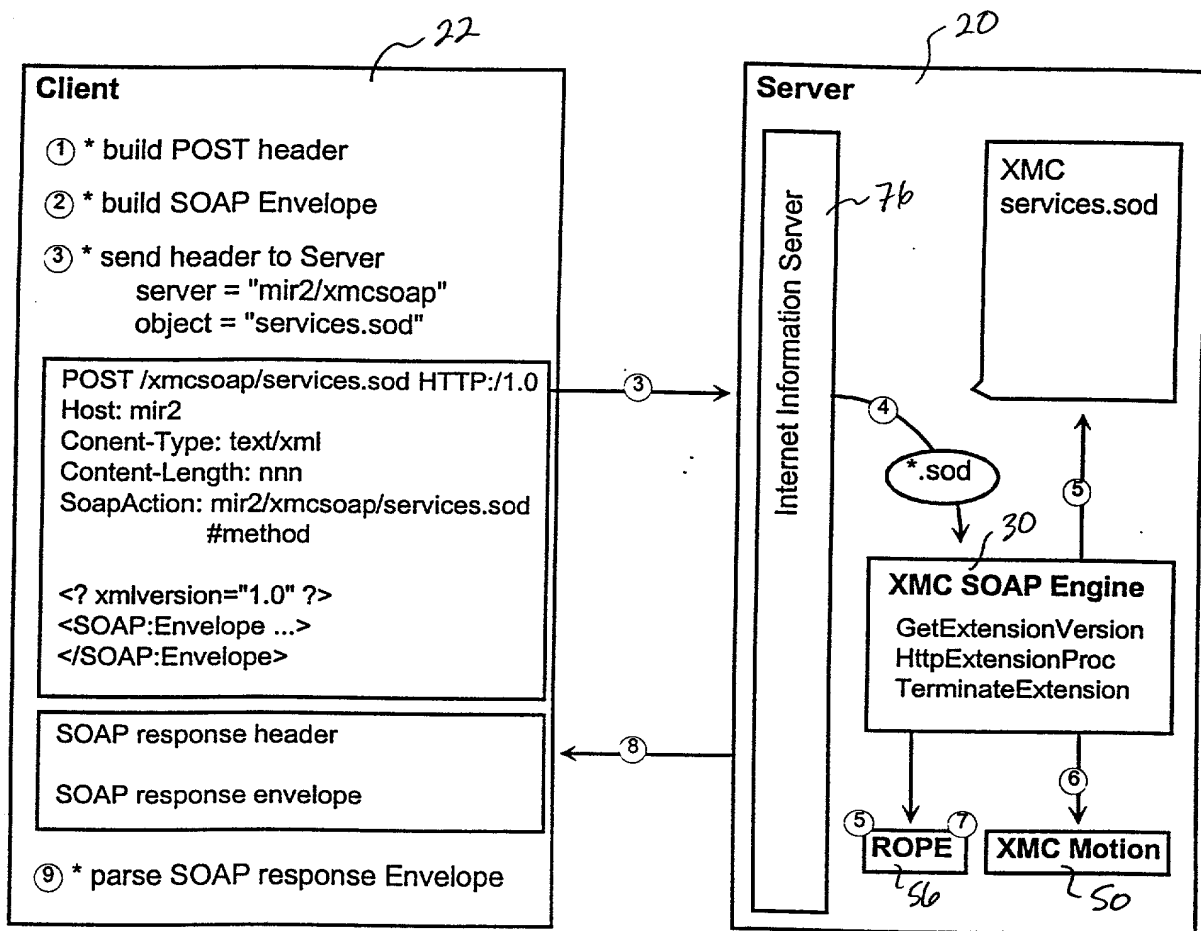 22
Client
① * build POST header
② * build SOAP Envelope
③ * send header to Server
server = "mir2/xmcsoap"
object = "services.sod"
POST /xmcsoap/services.sod HTTP:/1.0
Host: mir2
Conent-Type: text/xml
Content-Length: nnn
SoapAction: mir2/xmcsoap/services.sod
#method
<? xmlversion="1.0" ?>
<SOAP:Envelope ...>
</SOAP:Envelope>
SOAP response header
SOAP response envelope
⑨ * parse SOAP response Envelope
③
⑧
20
Server
Internet Information Server
76
XMC
services.sod
④
*.sod
⑤
30
XMC SOAP Engine
GetExtensionVersion
HttpExtensionProc
TerminateExtension
⑥
⑤ ⑦
ROPE
XMC Motion
56
50